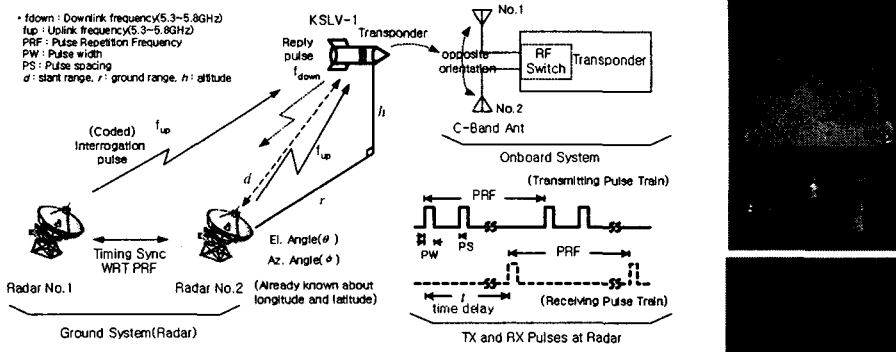 • fdown : Downlink frequency(5.3~5.8GHz)
fup : Uplink frequency(5.3~5.8GHz)
PRF : Pulse Repetition Frequency
PW : Pulse width
PS : Pulse spacing
d : slant range, r : ground range, h : altitude
KSLV-1
Transponder
Reply
pulse
fdown
(Coded)
Interrogation
pulse
fup
fup
d
h
r
Timing Sync
WRT PRF
El. Angle(θ)
Az. Angle(ϕ)
(Already known about
longitude and latitude)
Radar No.1
Radar No.2
Ground System(Radar)
No.1
opposite
orientation
RF
Switch
Transponder
No.2
C-Band Ant
Onboard System
(Transmitting Pulse Train)
PRF
PW
PS
PRF
t
time delay
(Receiving Pulse Train)
TX and RX Pulses at Radar